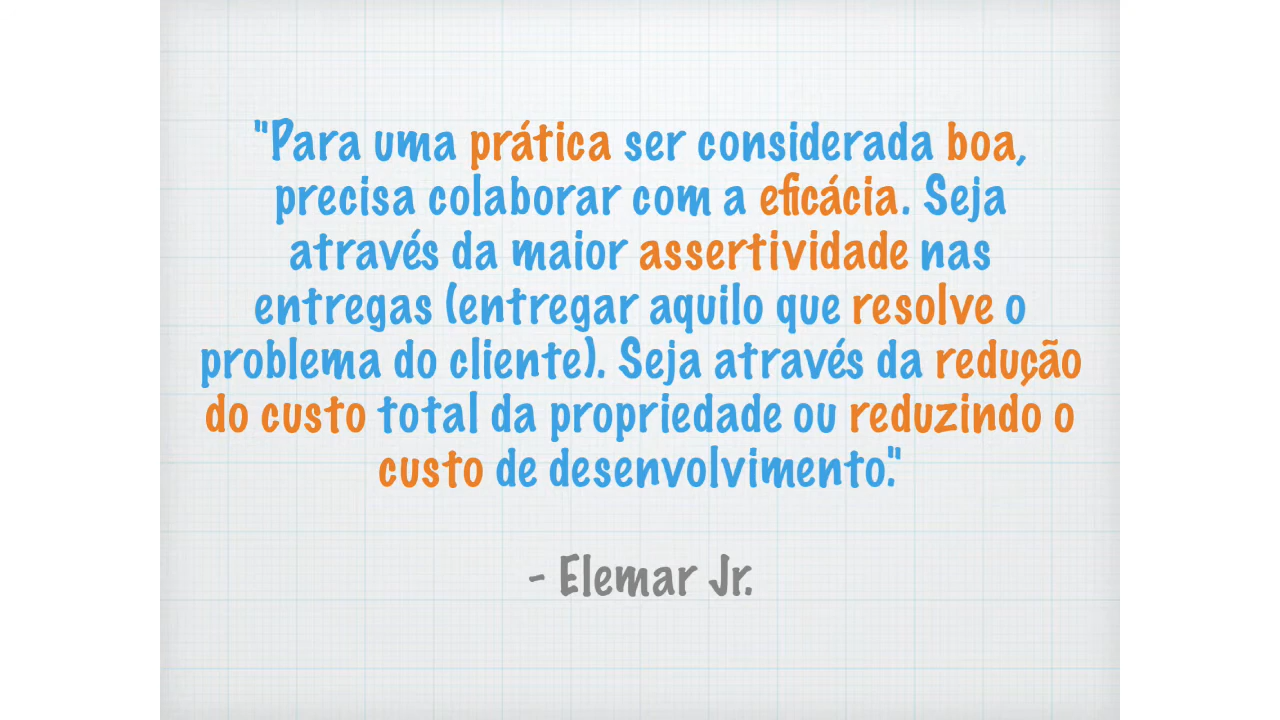 "Para uma prática ser considerada boa,
precisa colaborar com a eficácia. Seja
através da maior assertividade nas
entregas (entregar aquilo que resolve o
problema do cliente). Seja através da redução
do custo total da propriedade ou reduzindo o
custo de desenvolvimento."
- Elemar Jr.